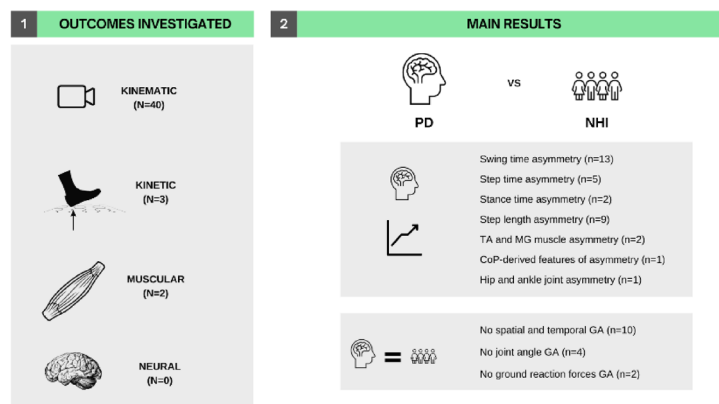 1
OUTCOMES INVESTIGATED
KINEMATIC
(N=40)
KINETIC
(N=3)
MUSCULAR
(N=2)
NEURAL
(N=0)
2
MAIN RESULTS
PD
vs
NHI
Swing time asymmetry (n=13)
Step time asymmetry (n=5)
Stance time asymmetry (n=2)
Step length asymmetry (n=9)
TA and MG muscle asymmetry (n=2)
CoP-derived features of asymmetry (n=1)
Hip and ankle joint asymmetry (n=1)
=
No spatial and temporal GA (n=10)
No joint angle GA (n=4)
No ground reaction forces GA (n=2)